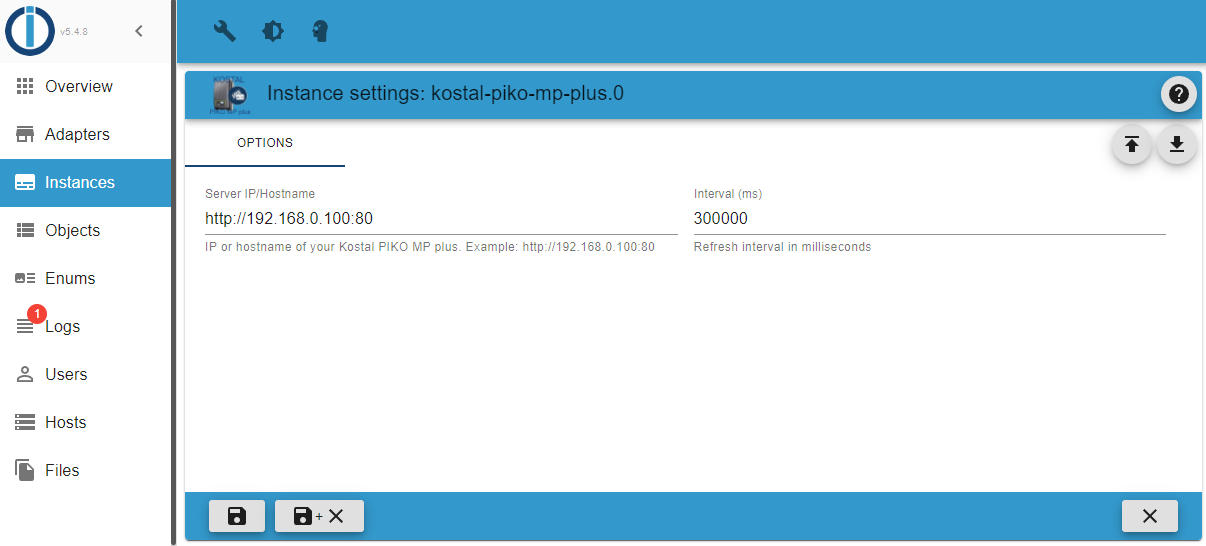 v5.4.8
Overview
Adapters
Instances
Objects
Enums
1
Logs
Users
Hosts
Files
KOSTAL
PIKO MP plus
Instance settings: kostal-piko-mp-plus.0
OPTIONS
Server IP/Hostname
http://192.168.0.100:80
IP or hostname of your Kostal PIKO MP plus. Example: http://192.168.0.100:80
Interval (ms)
300000
Refresh interval in milliseconds
+